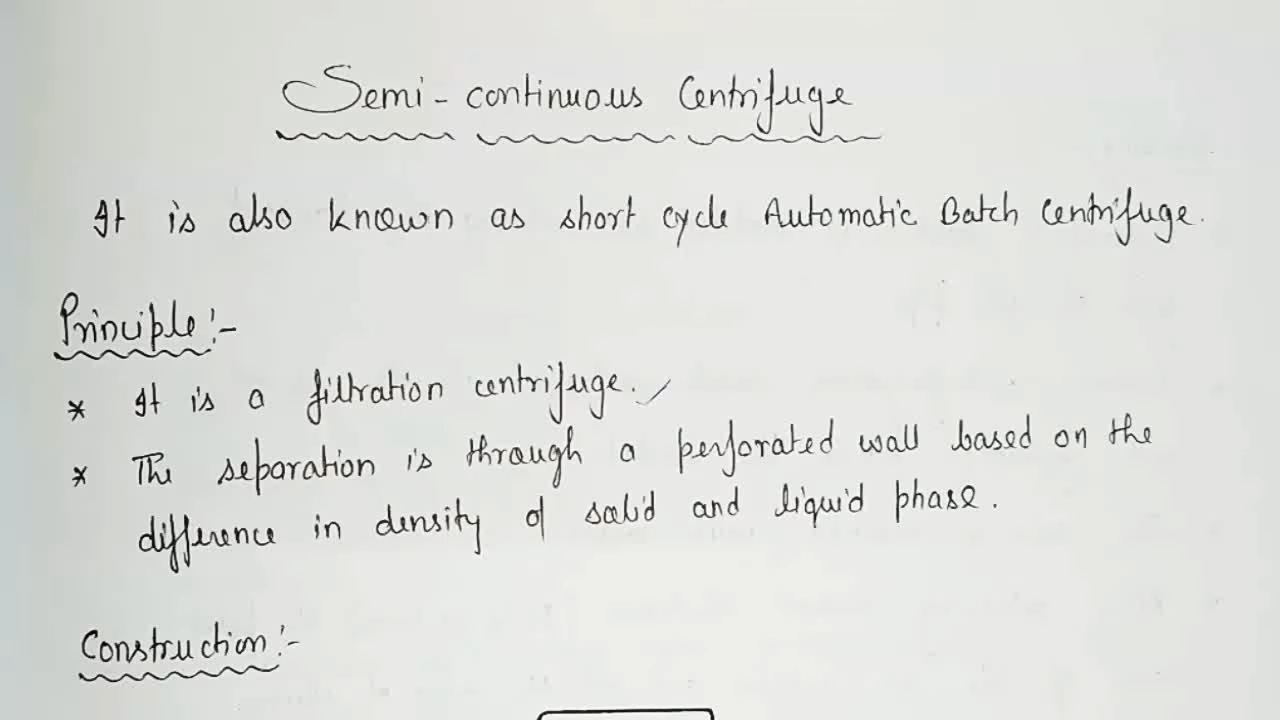 Semi-continuous Centrifuge
It is also known as short cycle Automatic Batch Centrifuge.
Principle:-
* It is a filtration centrifuge. ✓
* The separation is through a perforated wall based on the
difference in density of solid and liquid phase.
Construction:-